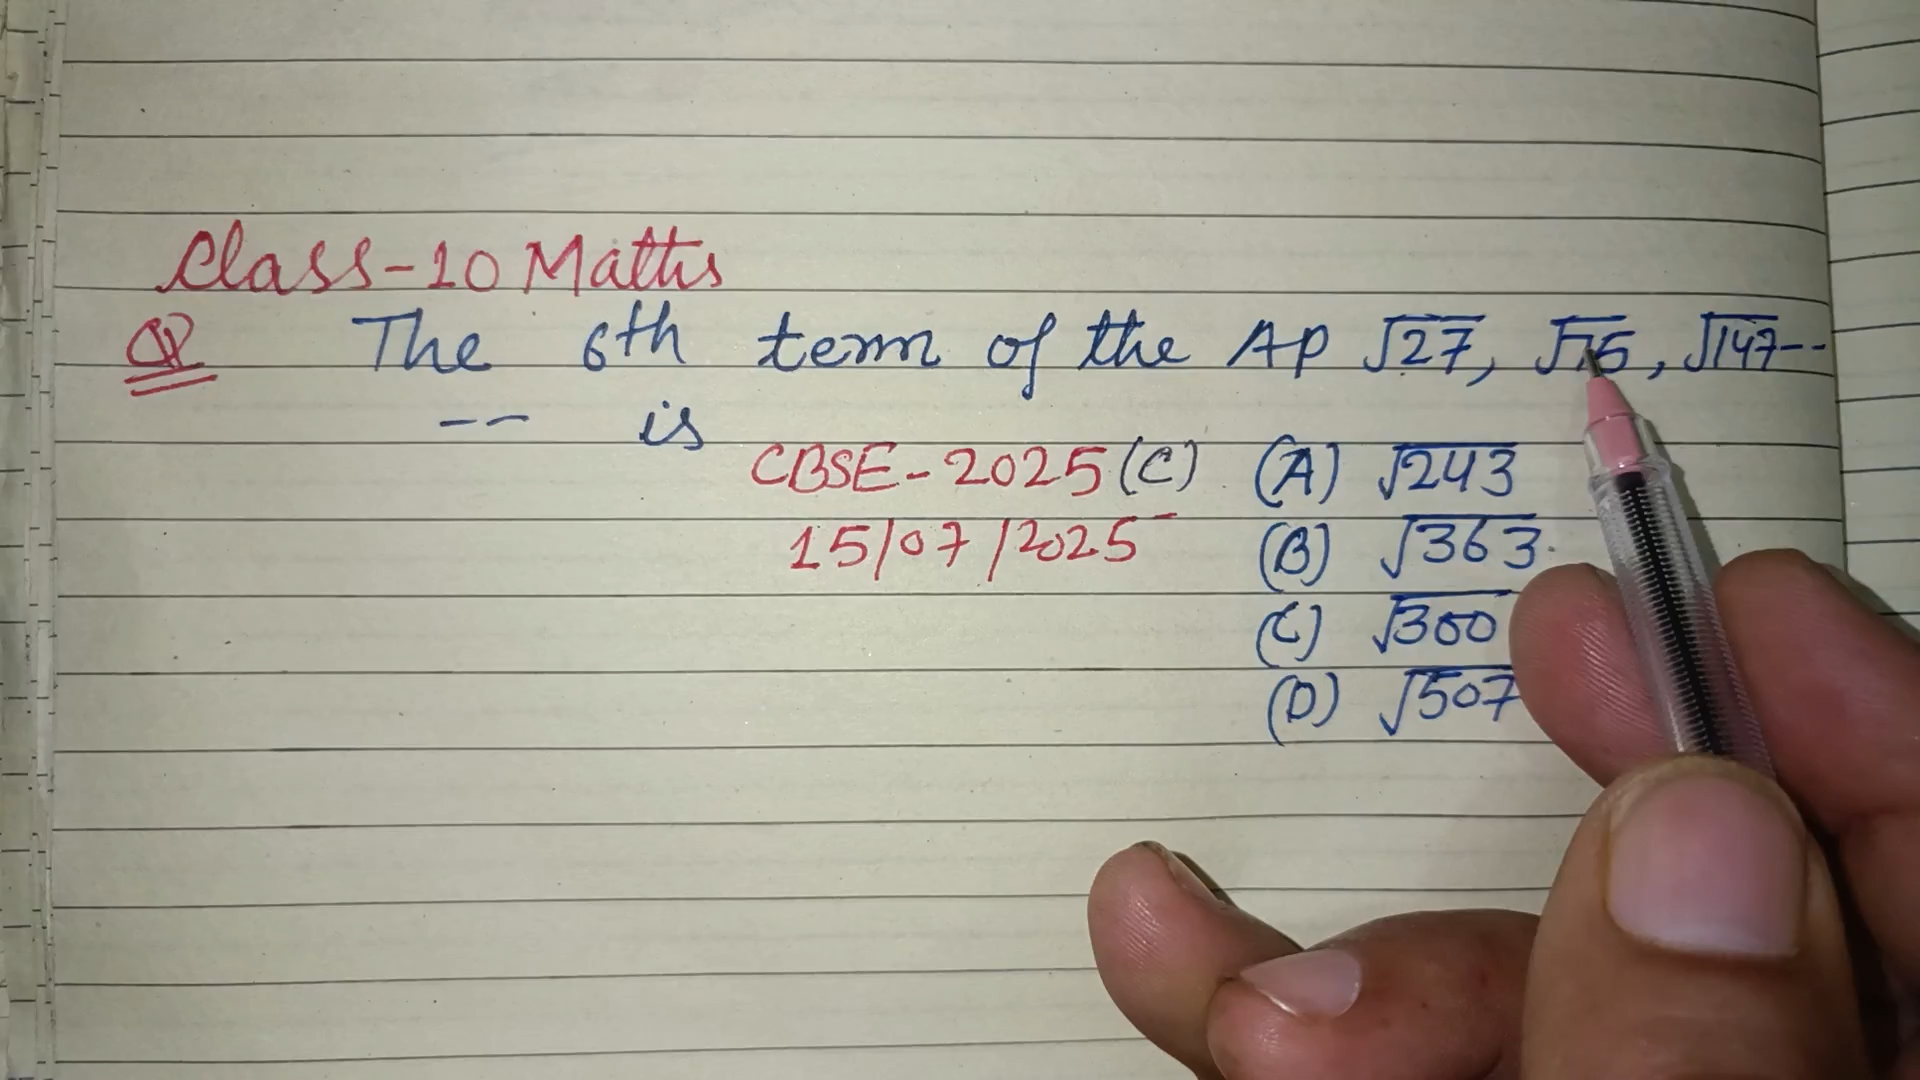 Class-10 Maths
Q The 6th term of the AP √27, √75, √147--
-- is
CBSE-2025 (C) (A) √243
15/07/2025 (B) √363
(C) √300
(D) √507